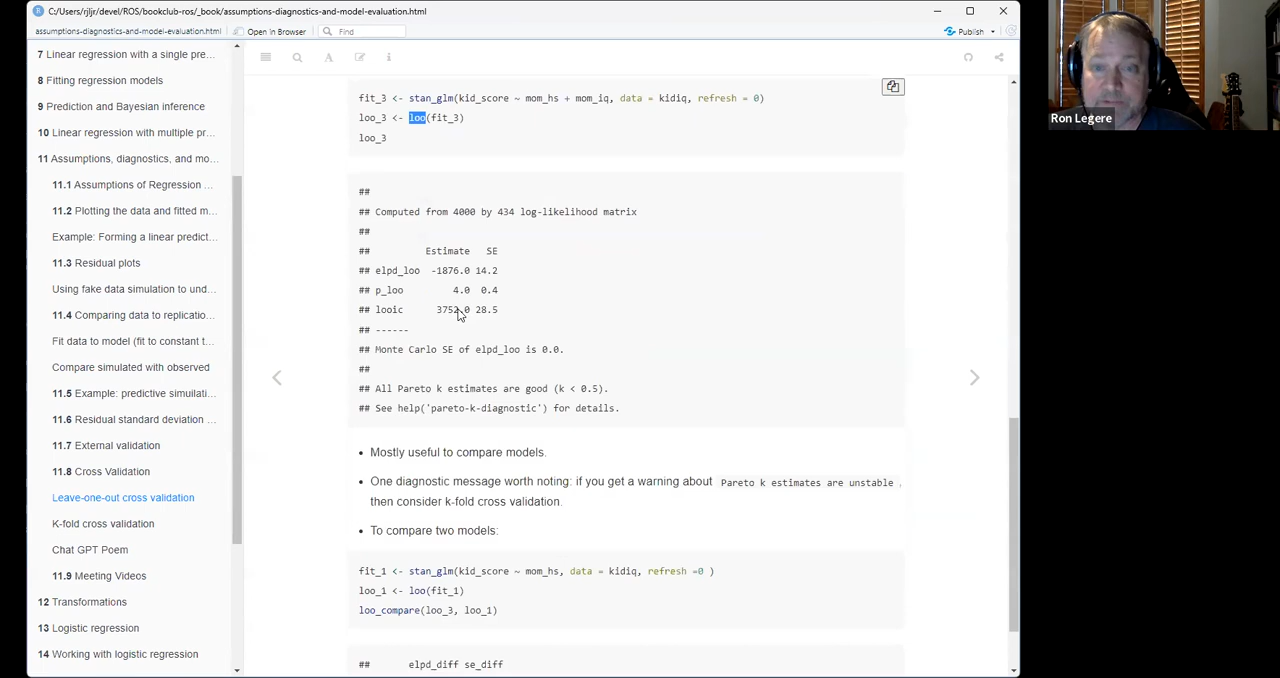 C:/Users/rjljr/devel/ROS/bookclub-ros/_book/assumptions-diagnostics-and-model-evaluation.html
assumptions-diagnostics-and-model-evaluation.html
Open in Browser
Find
Publish
7 Linear regression with a single pre...
8 Fitting regression models
9 Prediction and Bayesian inference
10 Linear regression with multiple pr...
11 Assumptions, diagnostics, and mo...
11.1 Assumptions of Regression ...
11.2 Plotting the data and fitted m...
Example: Forming a linear predict...
11.3 Residual plots
Using fake data simulation to und...
11.4 Comparing data to replicatio...
Fit data to model (fit to constant t...
Compare simulated with observed
11.5 Example: predictive simuilati...
11.6 Residual standard deviation ...
11.7 External validation
11.8 Cross Validation
Leave-one-out cross validation
K-fold cross validation
Chat GPT Poem
11.9 Meeting Videos
12 Transformations
13 Logistic regression
14 Working with logistic regression
fit_3 <- stan_glm(kid_score ~ mom_hs + mom_iq, data = kidiq, refresh = 0)
loo_3 <- loo(fit_3)
loo_3
##
## Computed from 4000 by 434 log-likelihood matrix
##
## Estimate SE
## elpd_loo -1876.0 14.2
## p_loo 4.0 0.4
## looic 3752.0 28.5
## ------
## Monte Carlo SE of elpd_loo is 0.0.
##
## All Pareto k estimates are good (k < 0.5).
## See help('pareto-k-diagnostic') for details.
• Mostly useful to compare models.
• One diagnostic message worth noting: if you get a warning about Pareto k estimates are unstable,
then consider k-fold cross validation.
• To compare two models:
fit_1 <- stan_glm(kid_score ~ mom_hs, data = kidiq, refresh =0 )
loo_1 <- loo(fit_1)
loo_compare(loo_3, loo_1)
## elpd_diff se_diff
Ron Legere